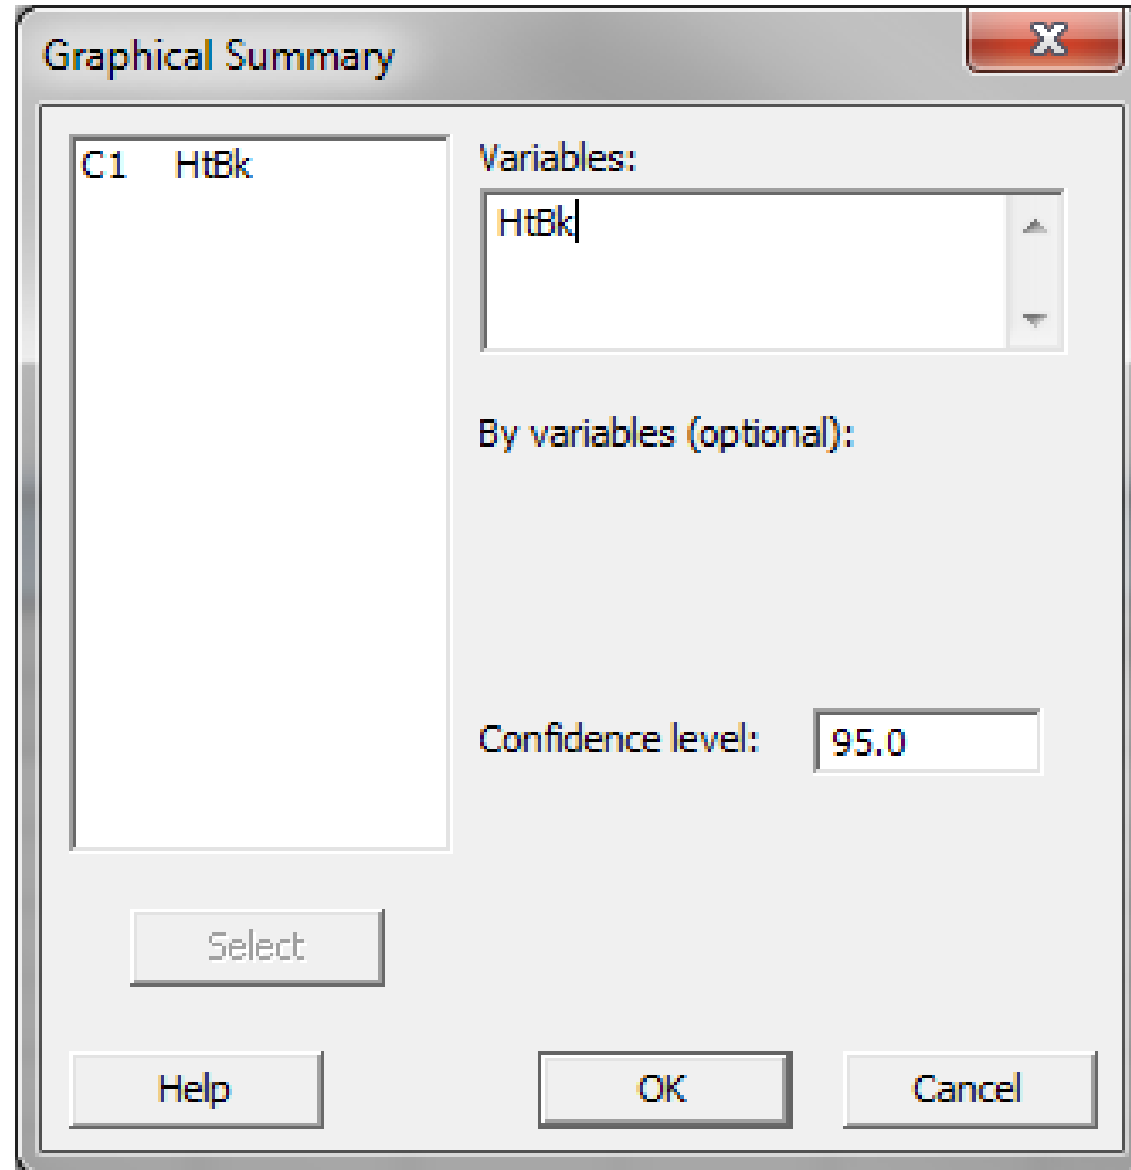 Graphical Summary
C1 HtBk
Variables:
HtBk
By variables (optional):
Confidence level: 95.0
Select
Help OK Cancel